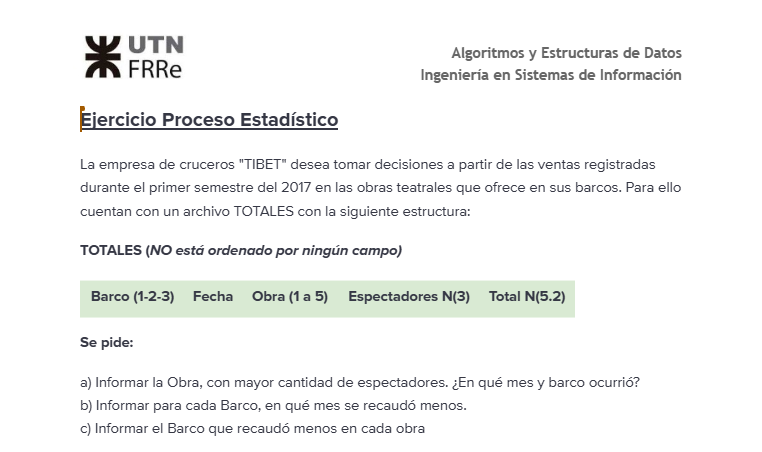 UTN
FRRe
Algoritmos y Estructuras de Datos
Ingeniería en Sistemas de Información
Ejercicio Proceso Estadístico
La empresa de cruceros "TIBET" desea tomar decisiones a partir de las ventas registradas
durante el primer semestre del 2017 en las obras teatrales que ofrece en sus barcos. Para ello
cuentan con un archivo TOTALES con la siguiente estructura:
TOTALES (NO está ordenado por ningún campo)
Barco (1-2-3) Fecha Obra (1 a 5) Espectadores N(3) Total N(5.2)
Se pide:
a) Informar la Obra, con mayor cantidad de espectadores. ¿En qué mes y barco ocurrió?
b) Informar para cada Barco, en qué mes se recaudó menos.
c) Informar el Barco que recaudó menos en cada obra